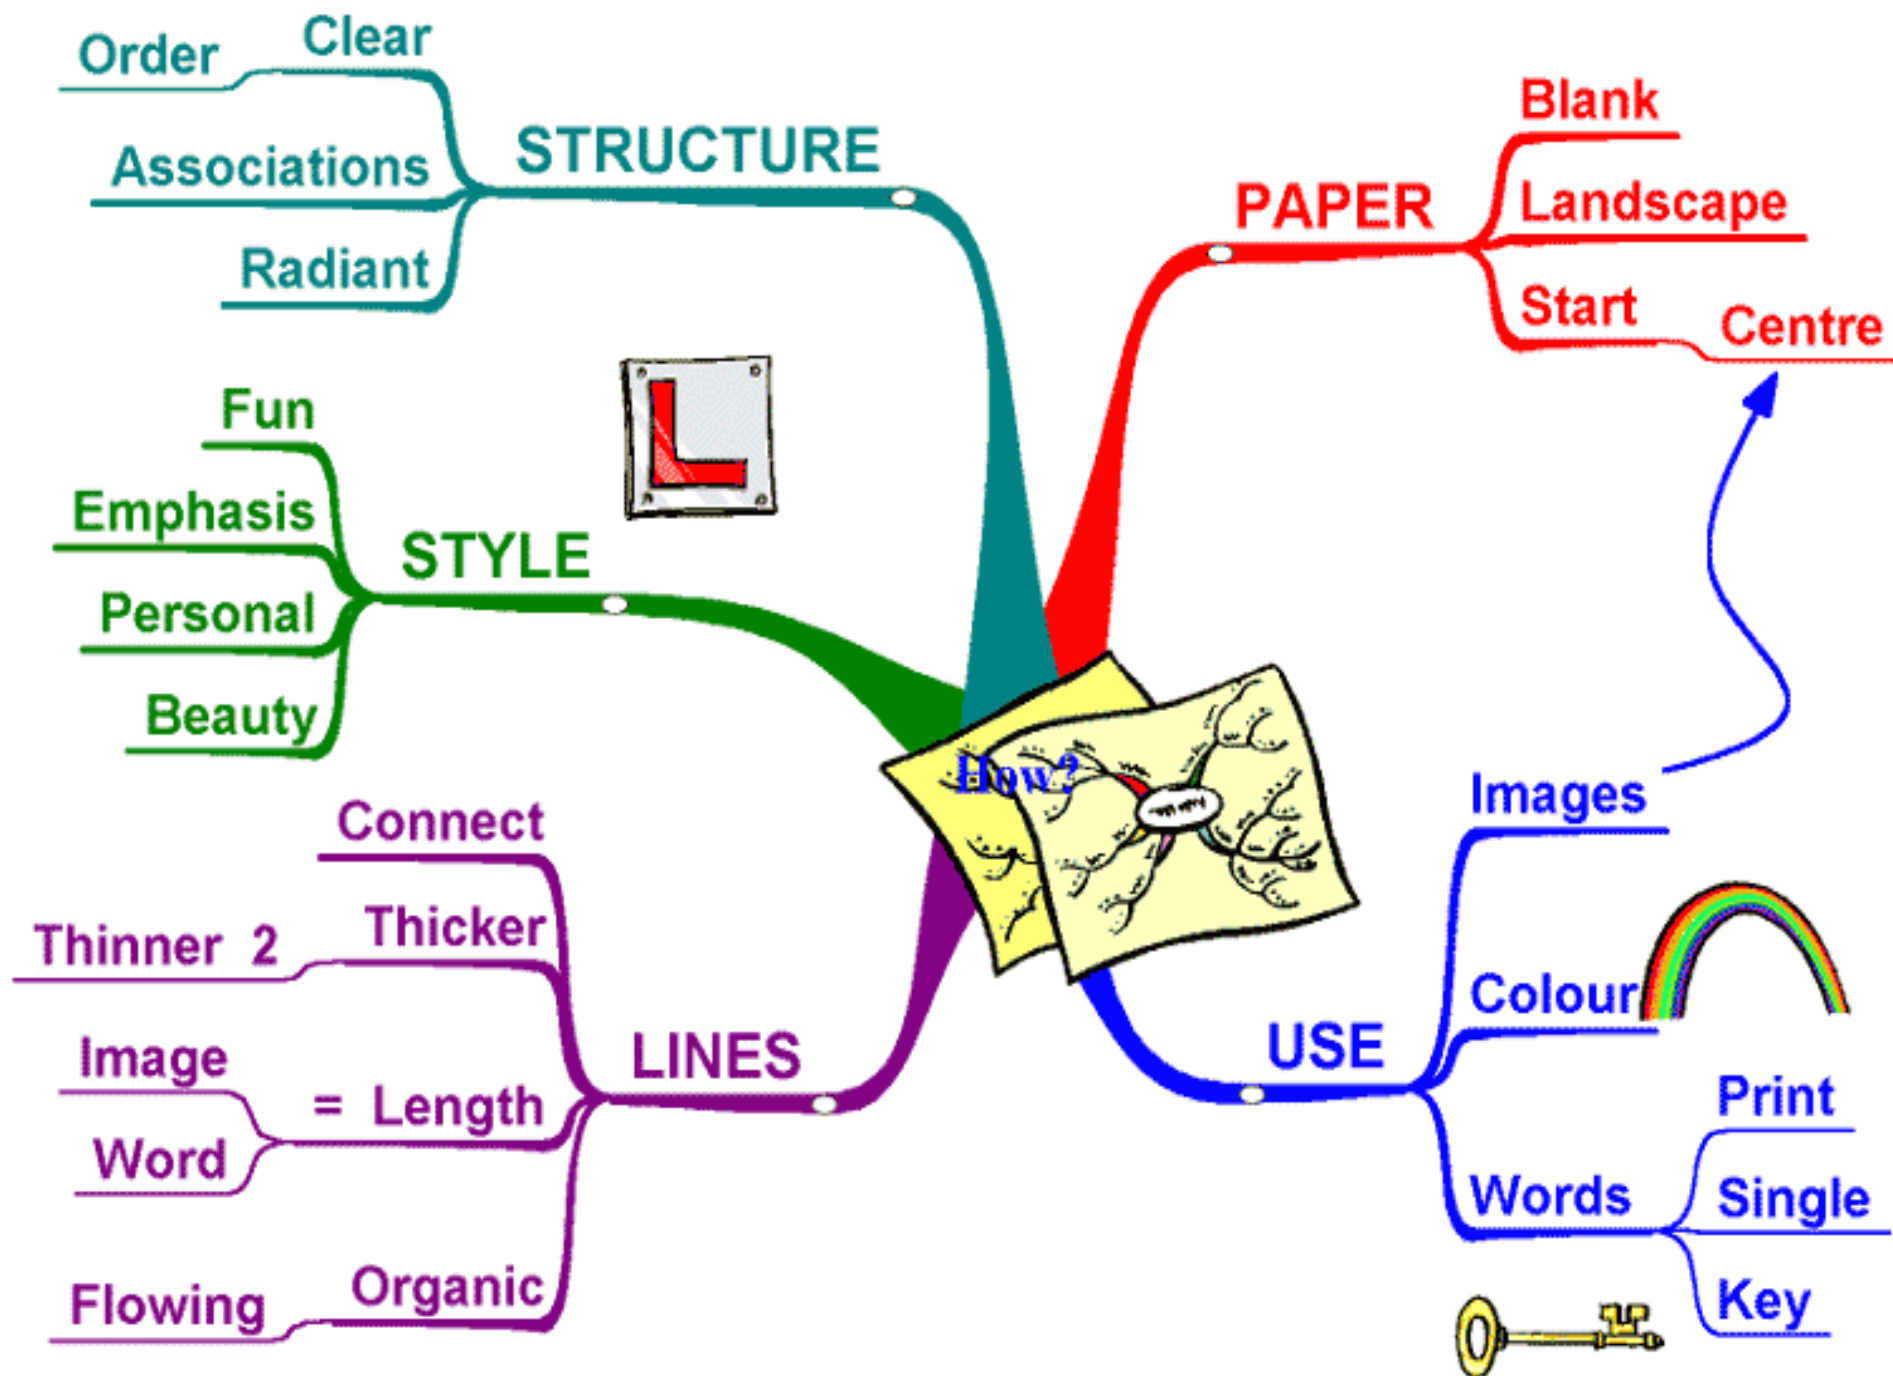 Order
Clear
STRUCTURE
Associations
Radiant
PAPER
Blank
Landscape
Start
Centre
L
Fun
Emphasis
STYLE
Personal
Beauty
How?
Connect
Thinner 2
Thicker
LINES
Image
= Length
Word
Flowing
Organic
Images
Colour
USE
Print
Words
Single
Key